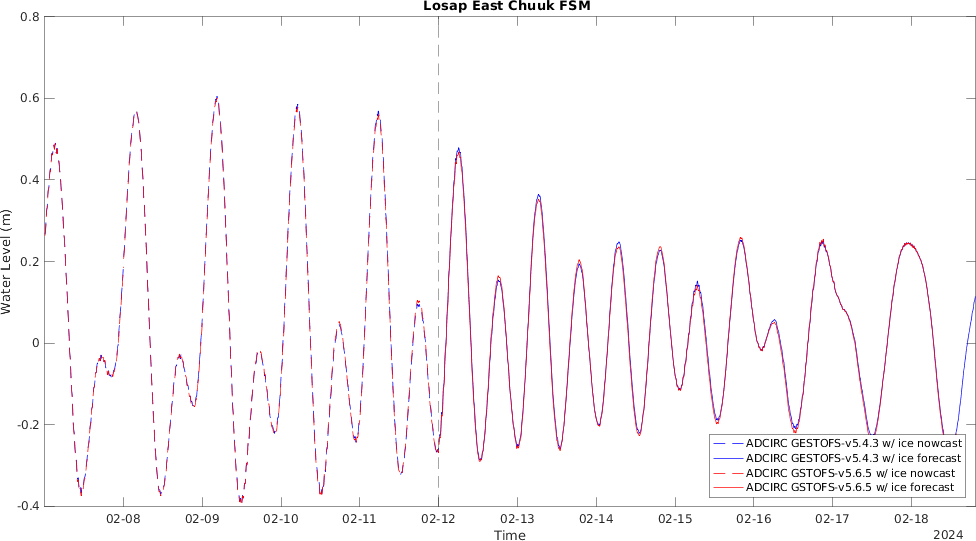 Losap East Chuuk FSM
0.8
0.6
0.4
0.2
0
-0.2
-0.4
Water Level (m)
02-08 02-09 02-10 02-11 02-12 02-13 02-14 02-15 02-16 02-17 02-18
Time
2024
ADCIRC GESTOFS-v5.4.3 w/ ice nowcast
ADCIRC GESTOFS-v5.4.3 w/ ice forecast
ADCIRC GSTOFS-v5.6.5 w/ ice nowcast
ADCIRC GSTOFS-v5.6.5 w/ ice forecast